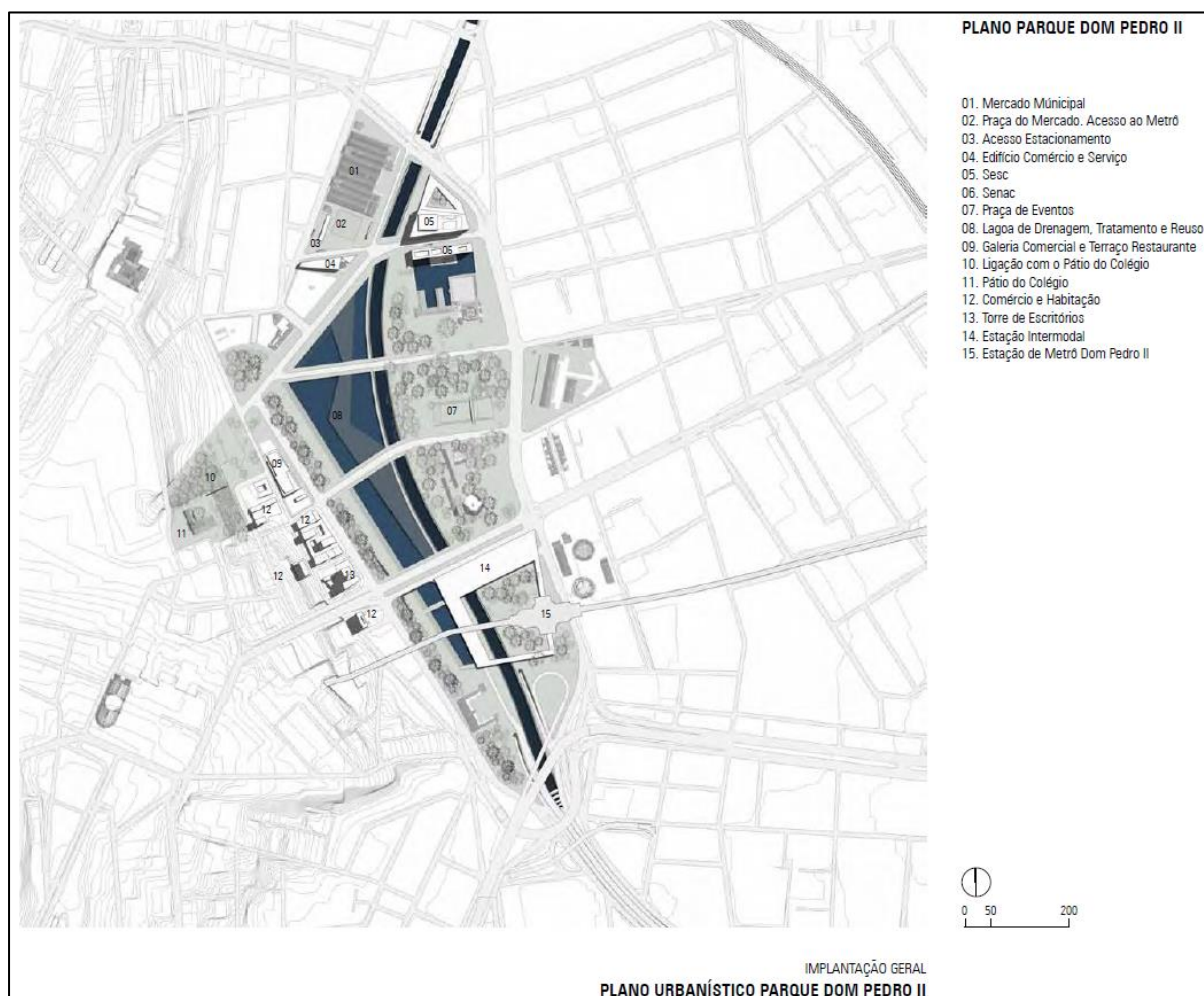 PLANO PARQUE DOM PEDRO II
01. Mercado Múnicipal
02. Praça do Mercado. Acesso ao Metrô
03. Acesso Estacionamento
04. Edifício Comércio e Serviço
05. Sesc
06. Senac
07. Praça de Eventos
08. Lagoa de Drenagem, Tratamento e Reuso
09. Galeria Comercial e Terraço Restaurante
10. Ligação com o Pátio do Colégio
11. Pátio do Colégio
12. Comércio e Habitação
13. Torre de Escritórios
14. Estação Intermodal
15. Estação de Metrô Dom Pedro II
01
02
05
03
06
04
08
07
09
10
12
11
12
14
12
13
12
15
0 50 200
IMPLANTAÇÃO GERAL
PLANO URBANÍSTICO PARQUE DOM PEDRO II